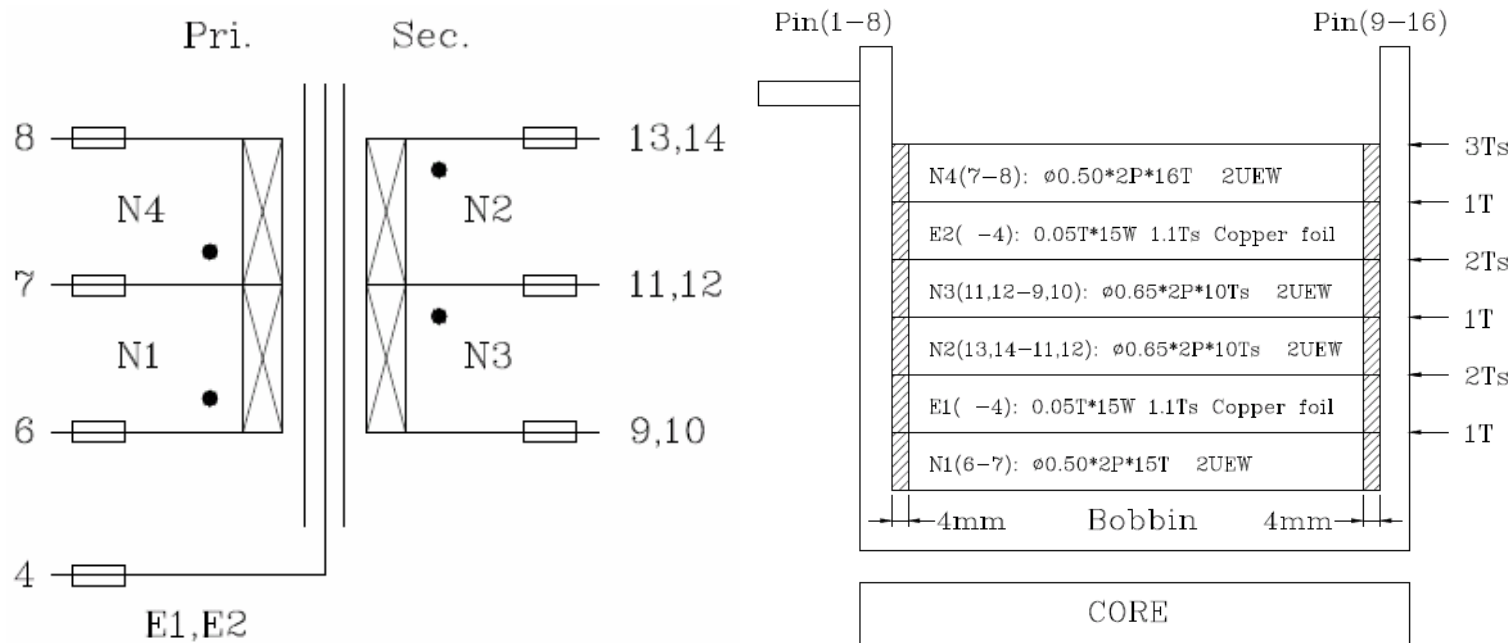 Pri. Sec.
8 13,14
N4 N2
7 11,12
N1 N3
6 9,10
4
E1,E2
Pin(1-8) Pin(9-16)
3Ts
N4(7-8): ø0.50*2P*16T 2UEW
1T
E2( -4): 0.05T*15W 1.1Ts Copper foil
2Ts
N3(11,12-9,10): ø0.65*2P*10Ts 2UEW
1T
N2(13,14-11,12): ø0.65*2P*10Ts 2UEW
2Ts
E1( -4): 0.05T*15W 1.1Ts Copper foil
1T
N1(6-7): ø0.50*2P*15T 2UEW
4mm Bobbin 4mm
CORE